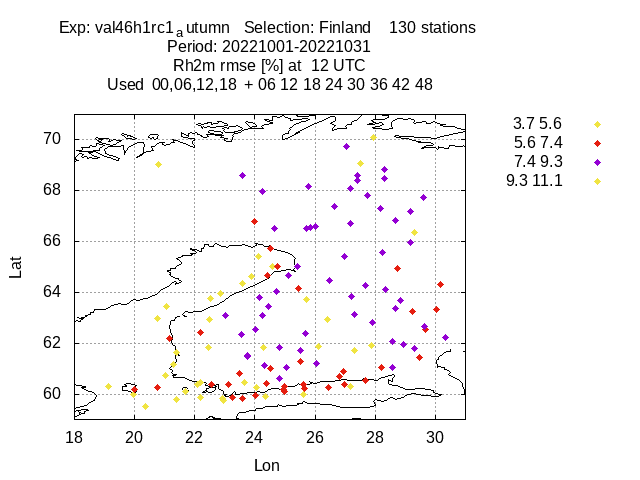 Exp: val46h1rc1_autumn   Selection: Finland    130 stations
Period: 20221001-20221031
Rh2m rmse [%] at  12 UTC
Used  00,06,12,18  + 06 12 18 24 30 36 42 48
3.7 5.6
5.6 7.4
7.4 9.3
9.3 11.1
70
68
66
64
62
60
Lat
18 20 22 24 26 28 30
Lon